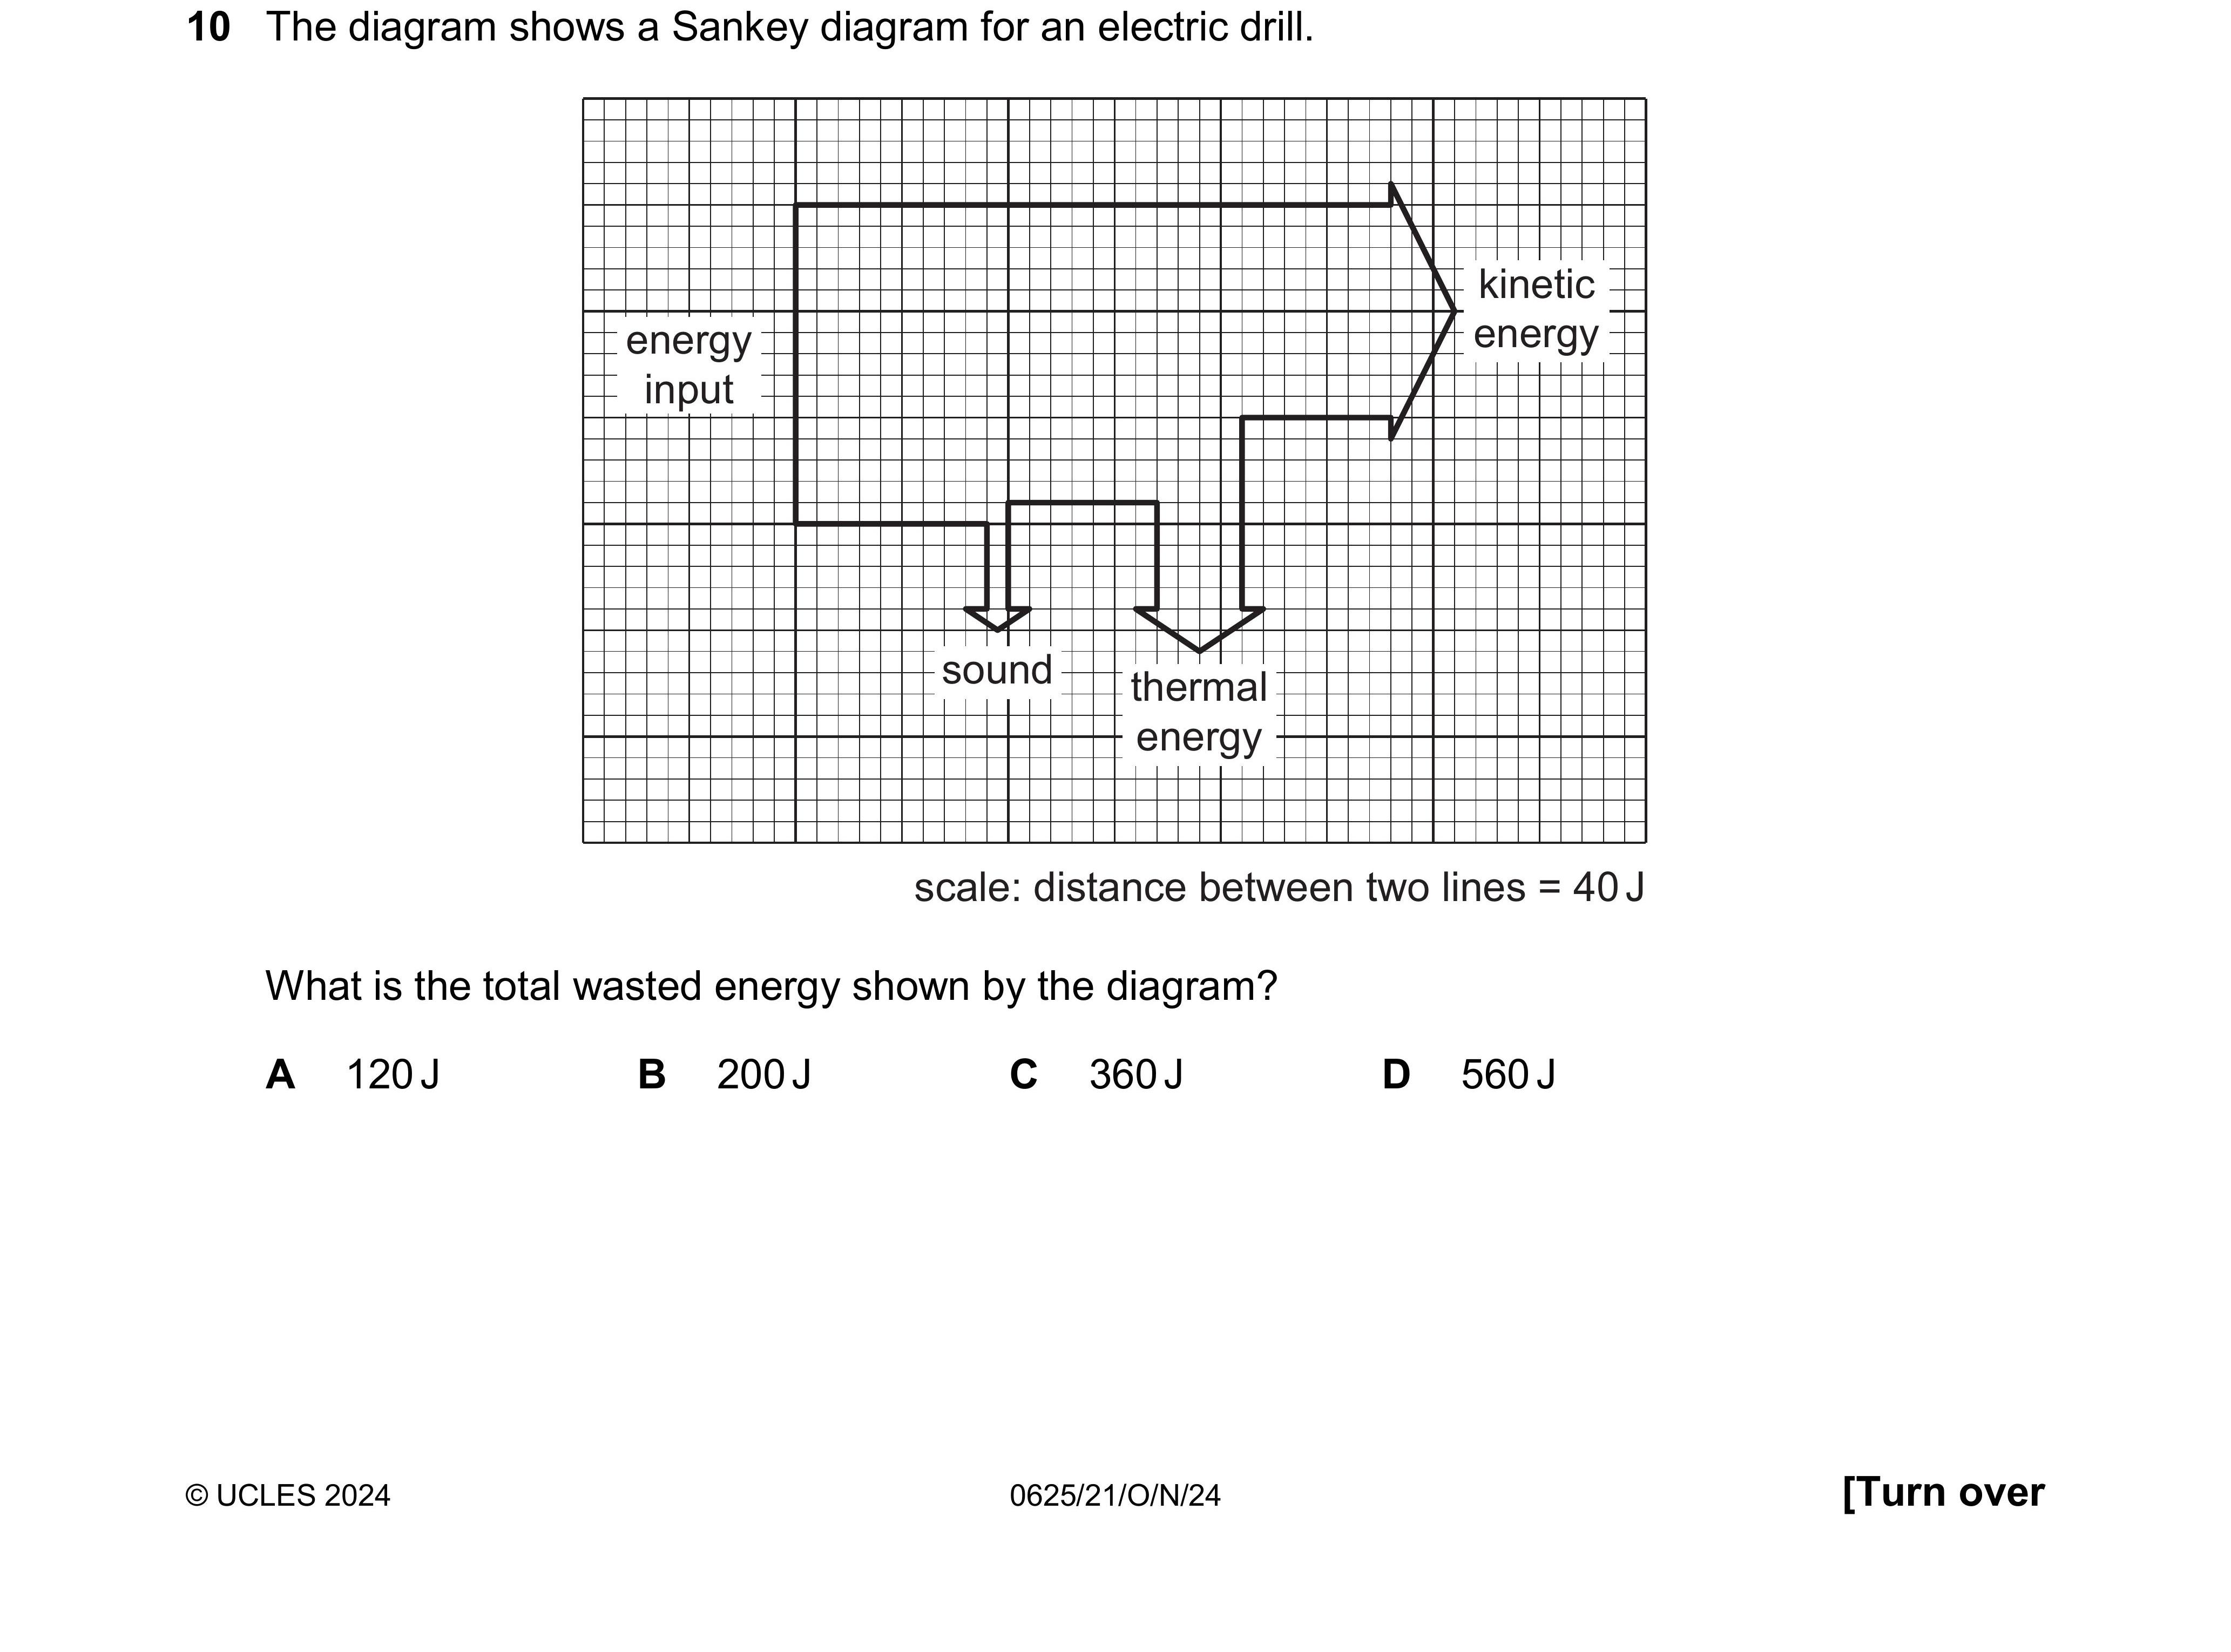 10 The diagram shows a Sankey diagram for an electric drill.
energy
input
kinetic
energy
sound
thermal
energy
scale: distance between two lines = 40 J
What is the total wasted energy shown by the diagram?
A 120 J B 200 J C 360 J D 560 J
© UCLES 2024 0625/21/O/N/24 [Turn over